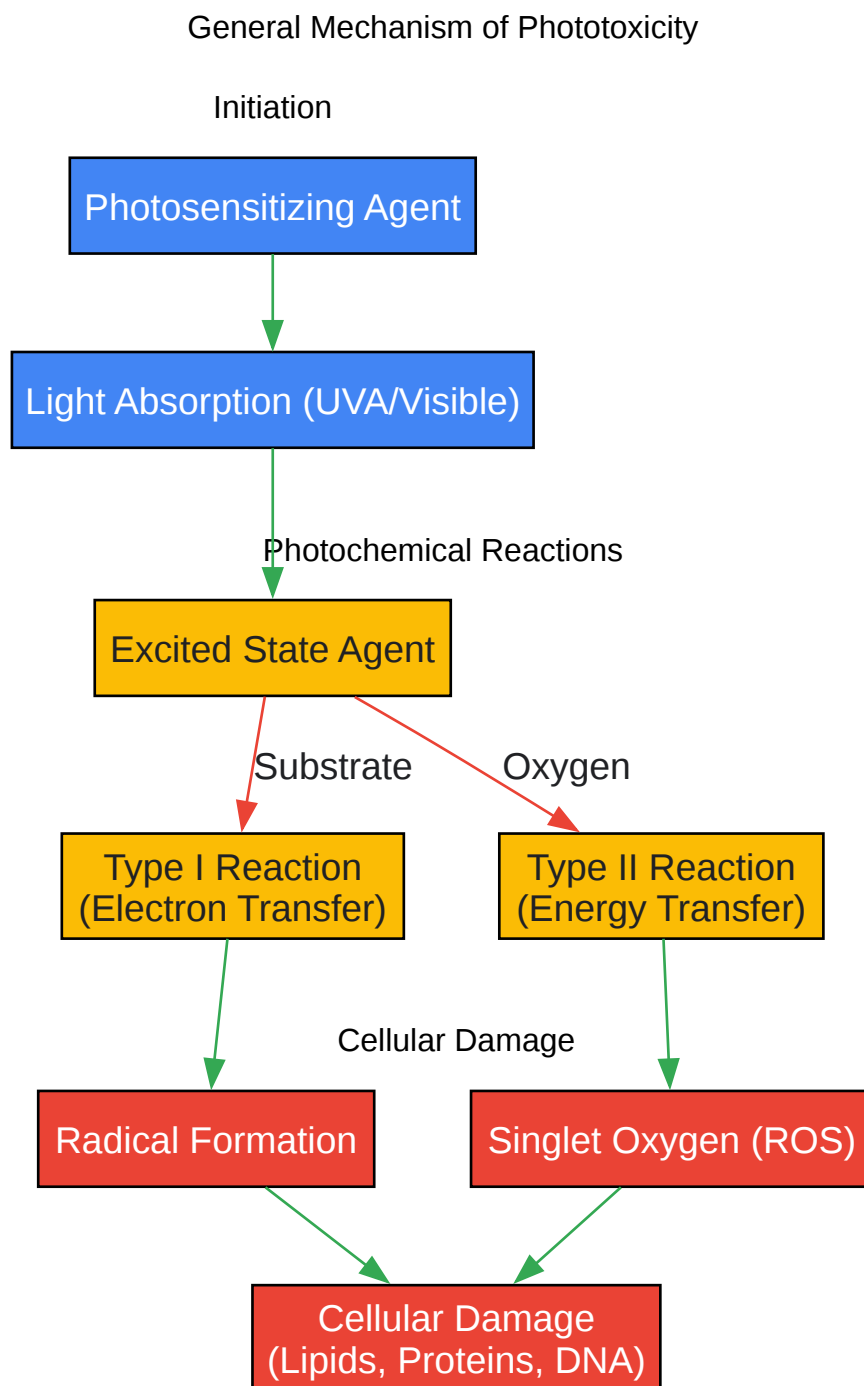 General Mechanism of Phototoxicity
Initiation
Photosensitizing Agent
Light Absorption (UVA/Visible)
Photochemical Reactions
Excited State Agent
Substrate
Oxygen
Type I Reaction
(Electron Transfer)
Type II Reaction
(Energy Transfer)
Cellular Damage
Radical Formation
Singlet Oxygen (ROS)
Cellular Damage
(Lipids, Proteins, DNA)